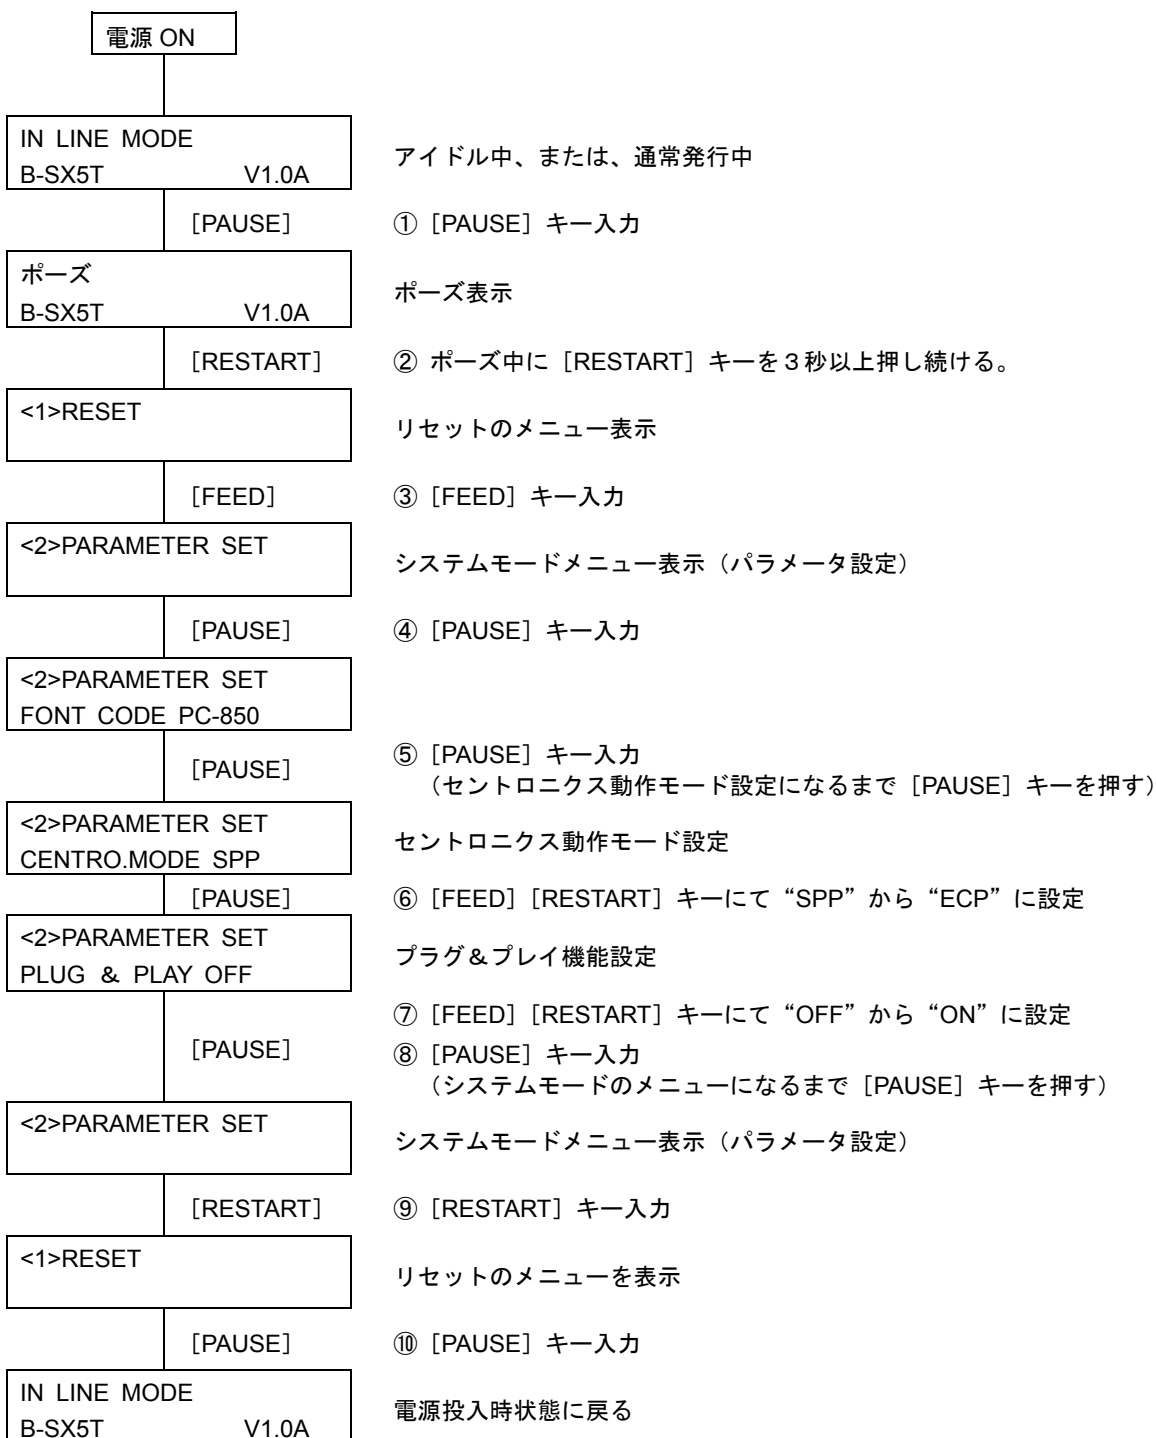 電源 ON
IN LINE MODE
B-SX5T V1.0A
アイドル中、または、通常発行中
［PAUSE］ ①［PAUSE］キー入力
ポーズ
B-SX5T V1.0A
ポーズ表示
［RESTART］ ② ポーズ中に［RESTART］キーを３秒以上押し続ける。
<1>RESET
リセットのメニュー表示
［FEED］ ③［FEED］キー入力
<2>PARAMETER SET
システムモードメニュー表示（パラメータ設定）
［PAUSE］ ④［PAUSE］キー入力
<2>PARAMETER SET
FONT CODE PC-850
［PAUSE］ ⑤［PAUSE］キー入力
（セントロニクス動作モード設定になるまで［PAUSE］キーを押す）
<2>PARAMETER SET
CENTRO.MODE SPP
セントロニクス動作モード設定
［PAUSE］ ⑥［FEED］［RESTART］キーにて“SPP”から“ECP”に設定
<2>PARAMETER SET
PLUG & PLAY OFF
プラグ＆プレイ機能設定
⑦［FEED］［RESTART］キーにて“OFF”から“ON”に設定
［PAUSE］ ⑧［PAUSE］キー入力
（システムモードのメニューになるまで［PAUSE］キーを押す）
<2>PARAMETER SET
システムモードメニュー表示（パラメータ設定）
［RESTART］ ⑨［RESTART］キー入力
<1>RESET
リセットのメニューを表示
［PAUSE］ ⑩［PAUSE］キー入力
IN LINE MODE
B-SX5T V1.0A
電源投入時状態に戻る